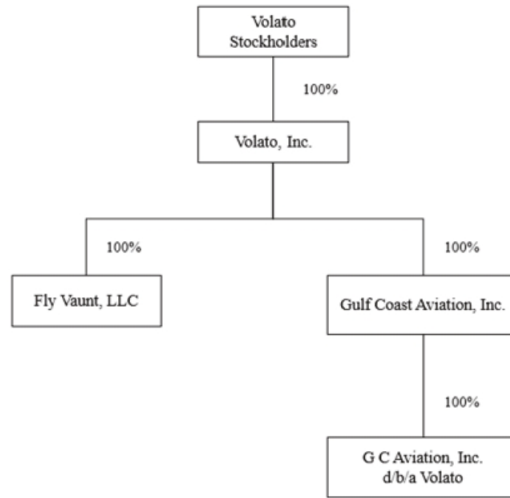 Volato
Stockholders
100%
Volato, Inc.
100%
100%
Fly Vaunt, LLC
Gulf Coast Aviation, Inc.
100%
G C Aviation, Inc.
d/b/a Volato